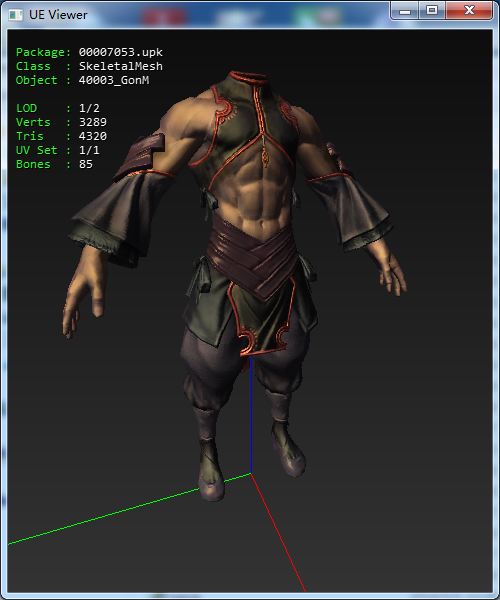 UE Viewer
Package: 00007053.upk
Class : SkeletalMesh
Object : 40003_GonM
LOD : 1/2
Verts : 3289
Tris : 4320
UV Set : 1/1
Bones : 85